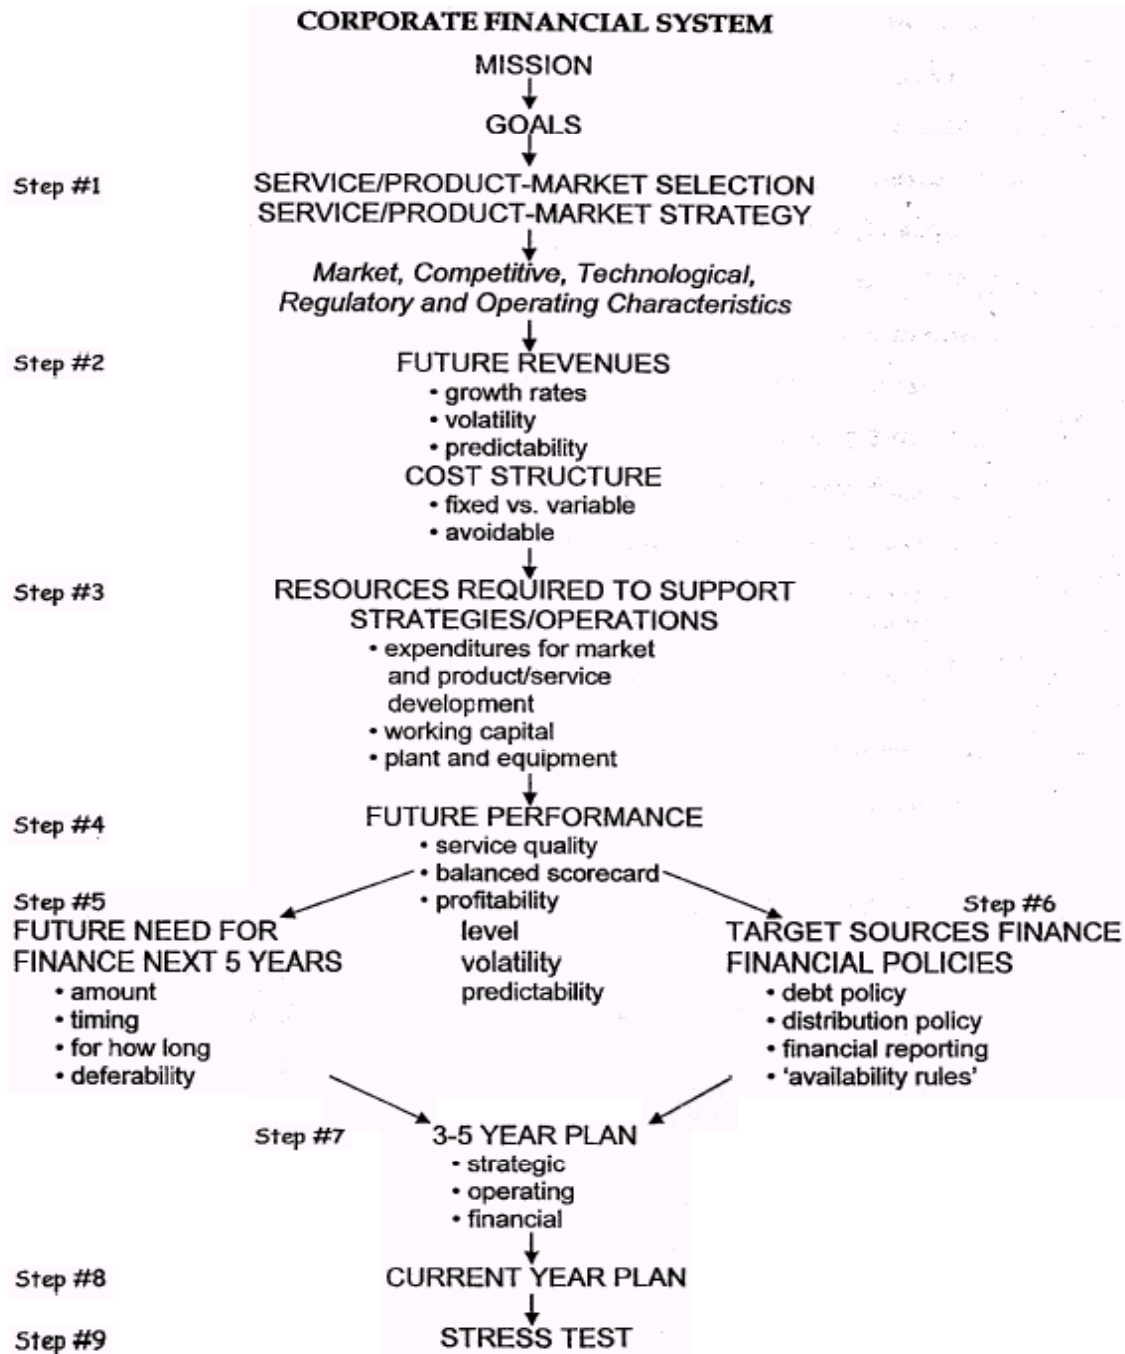 CORPORATE FINANCIAL SYSTEM
MISSION
GOALS
Step #1
SERVICE/PRODUCT-MARKET SELECTION
SERVICE/PRODUCT-MARKET STRATEGY
Market, Competitive, Technological,
Regulatory and Operating Characteristics
Step #2
FUTURE REVENUES
• growth rates
• volatility
• predictability
COST STRUCTURE
• fixed vs. variable
• avoidable
Step #3
RESOURCES REQUIRED TO SUPPORT
STRATEGIES/OPERATIONS
• expenditures for market
and product/service
development
• working capital
• plant and equipment
Step #4
FUTURE PERFORMANCE
• service quality
• balanced scorecard
• profitability
level
volatility
predictability
Step #5
FUTURE NEED FOR
FINANCE NEXT 5 YEARS
• amount
• timing
• for how long
• deferability
Step #6
TARGET SOURCES FINANCE
FINANCIAL POLICIES
• debt policy
• distribution policy
• financial reporting
• 'availability rules'
Step #7
3-5 YEAR PLAN
• strategic
• operating
• financial
Step #8
CURRENT YEAR PLAN
Step #9
STRESS TEST